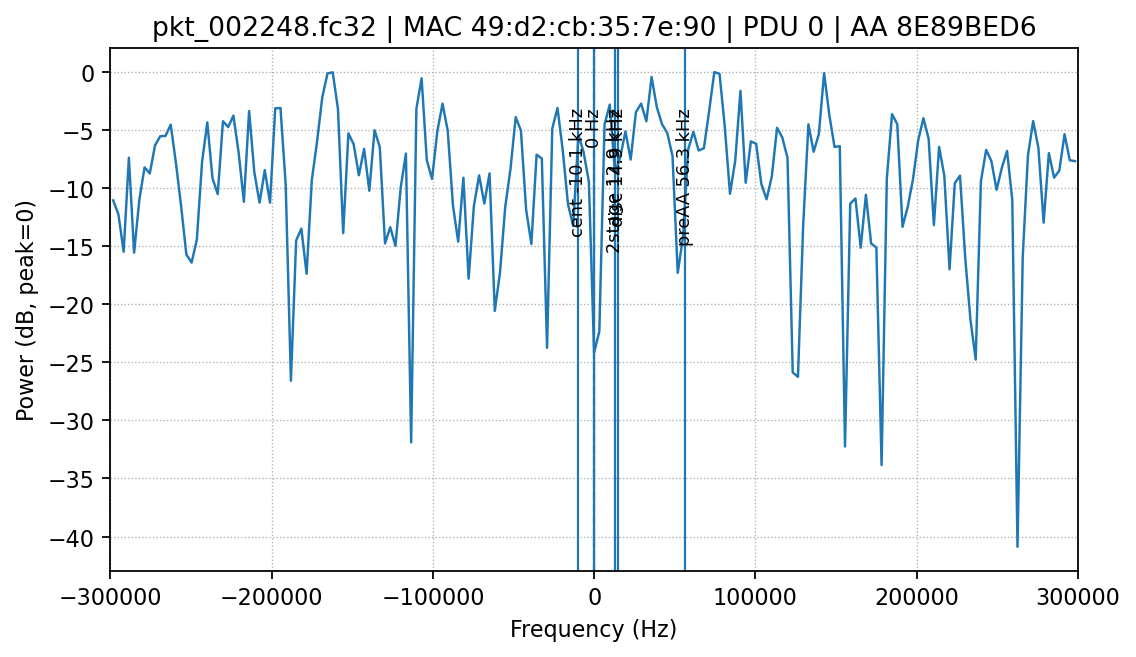 pkt_002248.fc32 | MAC 49:d2:cb:35:7e:90 | PDU 0 | AA 8E89BED6
Power (dB, peak=0)
0
−5
−10
−15
−20
−25
−30
−35
−40
cent -10.1 kHz
0 Hz
2stage kHz
preAA 56.3 kHz
−300000
−200000
−100000
0
100000
200000
300000
Frequency (Hz)